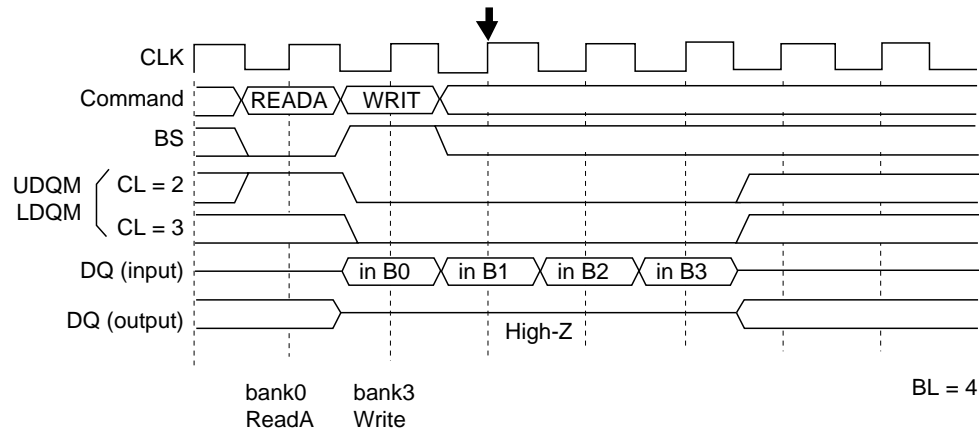 CLK
Command
READA
WRIT
BS
UDQM
LDQM
CL = 2
CL = 3
DQ (input)
in B0
in B1
in B2
in B3
DQ (output)
High-Z
bank0
ReadA
bank3
Write
BL = 4